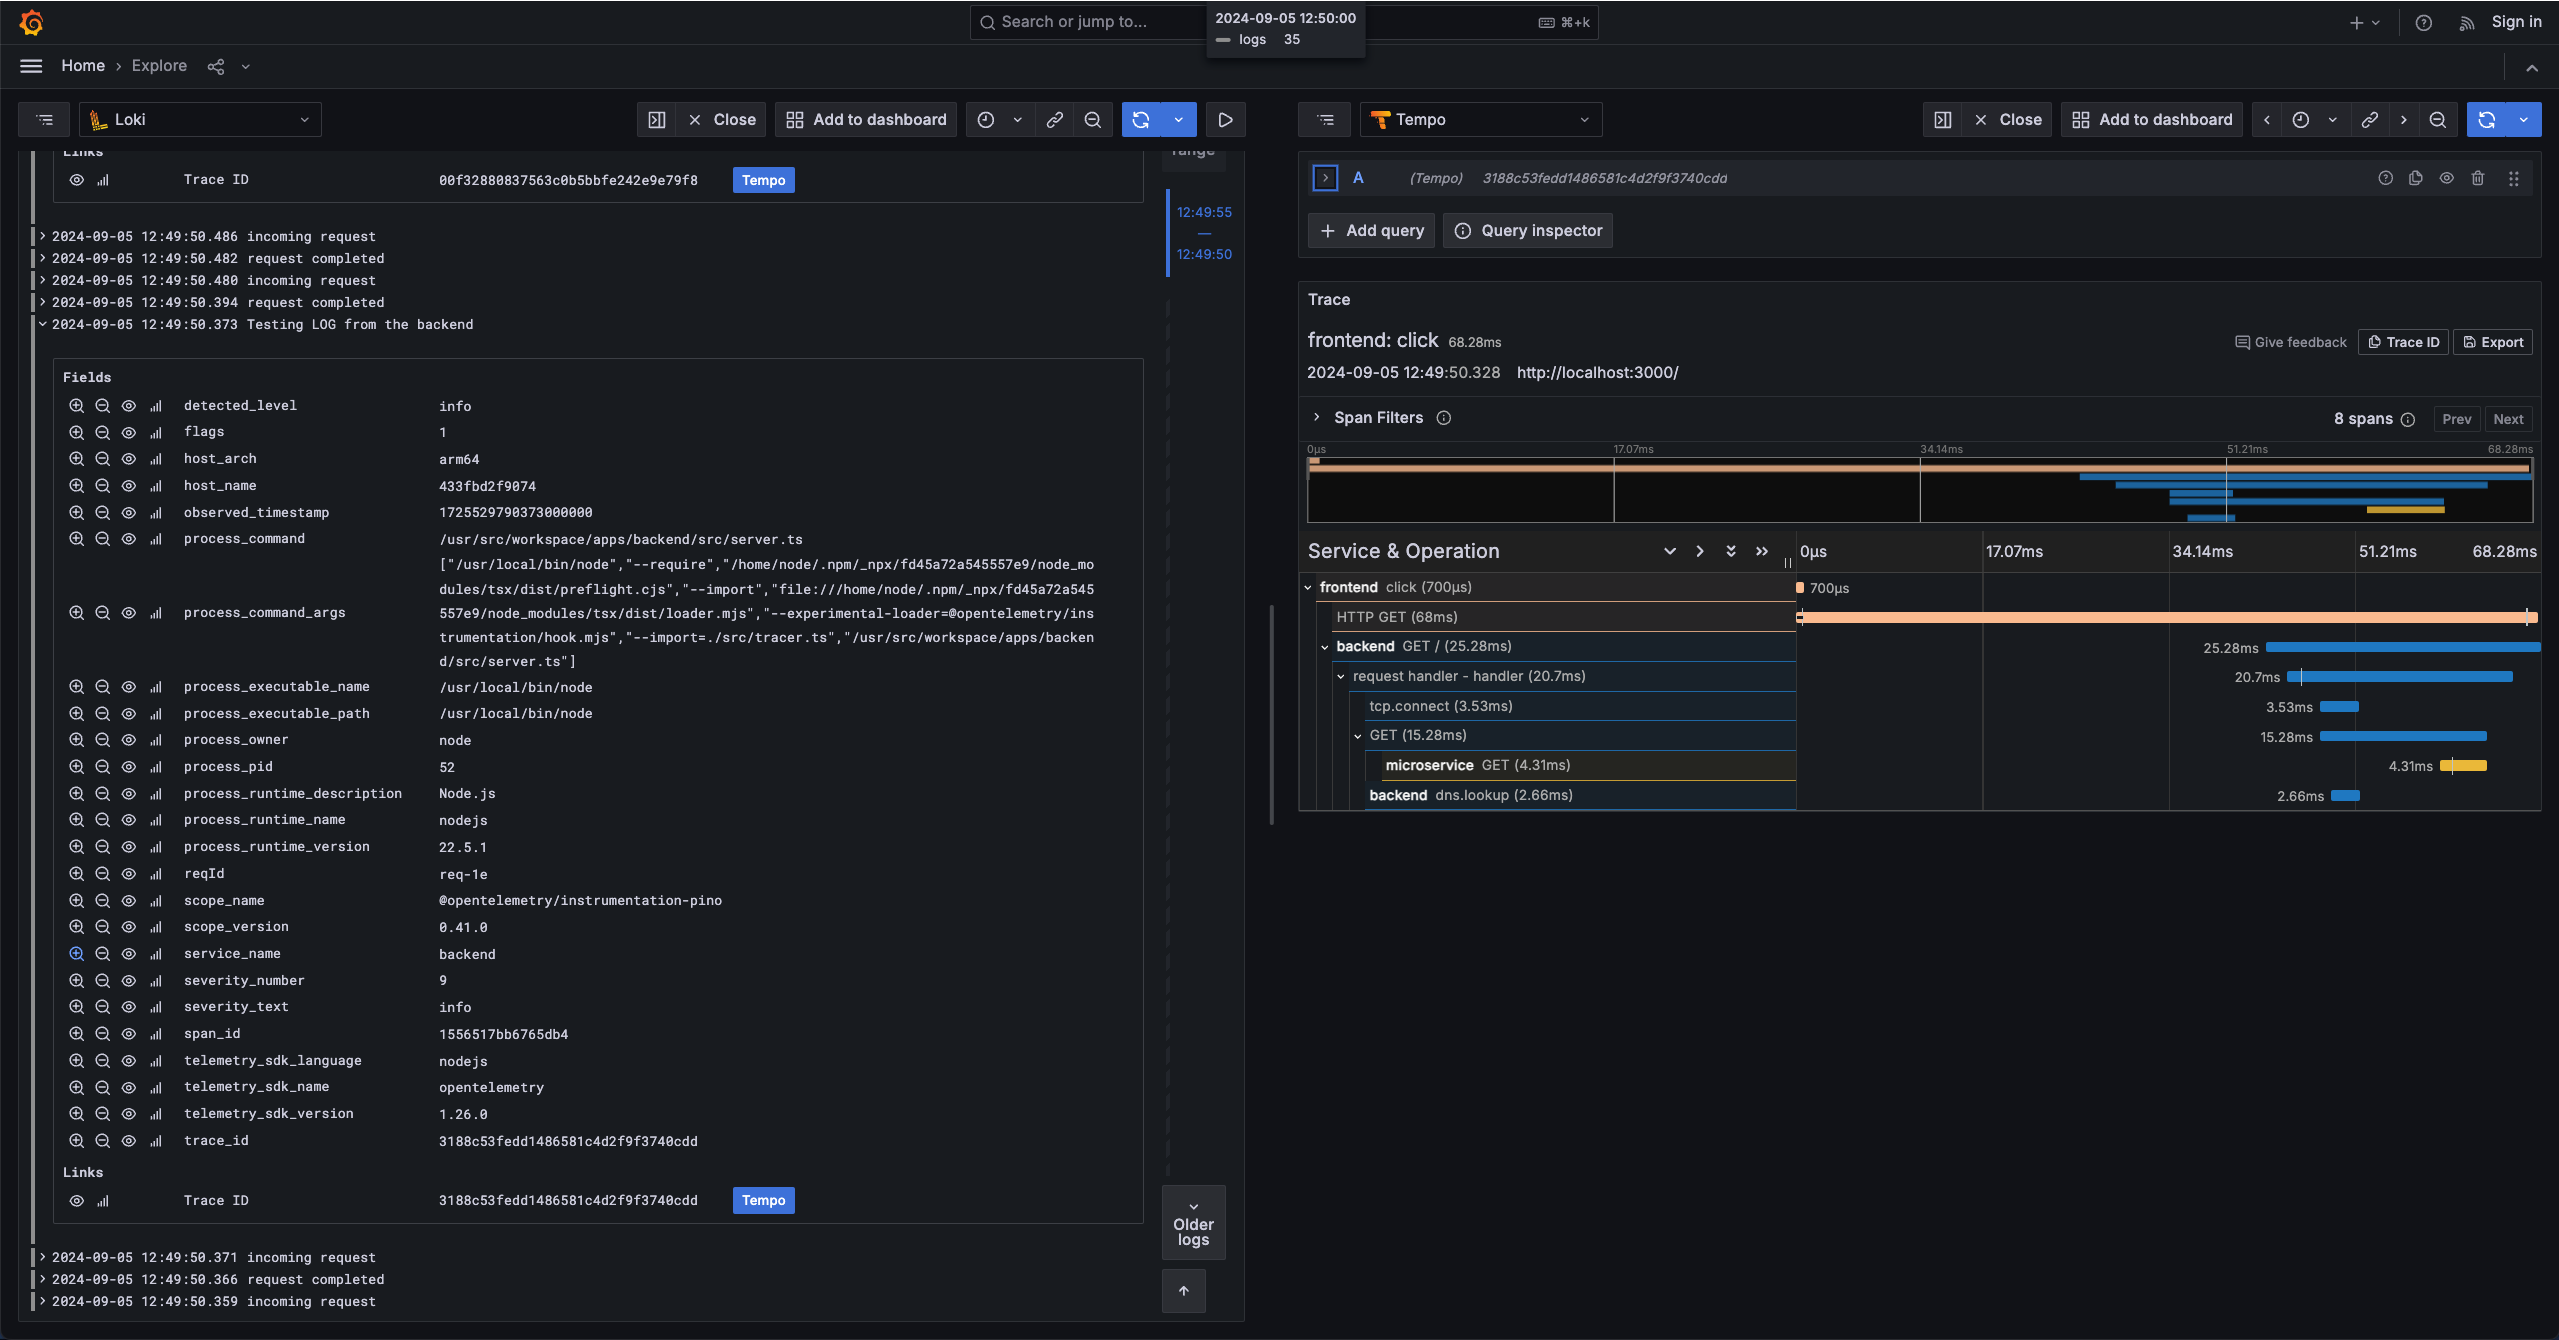 Search or jump to...
⌘+k
2024-09-05 12:50:00
logs 35
Sign in
Home › Explore
Loki
Close
Add to dashboard
Links
range
Trace ID 00f32880837563c0b5bbfe242e9e79f8 Tempo
12:49:55
—
12:49:50
2024-09-05 12:49:50.486 incoming request
2024-09-05 12:49:50.482 request completed
2024-09-05 12:49:50.480 incoming request
2024-09-05 12:49:50.394 request completed
2024-09-05 12:49:50.373 Testing LOG from the backend
Fields
detected_level info
flags 1
host_arch arm64
host_name 433fbd2f9074
observed_timestamp 1725529790373000000
process_command /usr/src/workspace/apps/backend/src/server.ts
process_command_args ["/usr/local/bin/node","--require","/home/node/.npm/_npx/fd45a72a545557e9/node_mo
dules/tsx/dist/preflight.cjs","--import","file:///home/node/.npm/_npx/fd45a72a545
557e9/node_modules/tsx/dist/loader.mjs","--experimental-loader=@opentelemetry/ins
trumentation/hook.mjs","--import=./src/tracer.ts","/usr/src/workspace/apps/backen
d/src/server.ts"]
process_executable_name /usr/local/bin/node
process_executable_path /usr/local/bin/node
process_owner node
process_pid 52
process_runtime_description Node.js
process_runtime_name nodejs
process_runtime_version 22.5.1
reqId req-1e
scope_name @opentelemetry/instrumentation-pino
scope_version 0.41.0
service_name backend
severity_number 9
severity_text info
span_id 1556517bb6765db4
telemetry_sdk_language nodejs
telemetry_sdk_name opentelemetry
telemetry_sdk_version 1.26.0
trace_id 3188c53fedd1486581c4d2f9f3740cdd
Links
Trace ID 3188c53fedd1486581c4d2f9f3740cdd Tempo
Older
logs
2024-09-05 12:49:50.371 incoming request
2024-09-05 12:49:50.366 request completed
2024-09-05 12:49:50.359 incoming request
Tempo
Close
Add to dashboard
A (Tempo) 3188c53fedd1486581c4d2f9f3740cdd
Add query
Query inspector
Trace
frontend: click 68.28ms
Give feedback
Trace ID
Export
2024-09-05 12:49:50.328 http://localhost:3000/
Span Filters
8 spans
Prev
Next
0μs 17.07ms 34.14ms 51.21ms 68.28ms
Service & Operation
0μs 17.07ms 34.14ms 51.21ms 68.28ms
frontend click (700μs) 700μs
HTTP GET (68ms)
backend GET / (25.28ms) 25.28ms
request handler - handler (20.7ms) 20.7ms
tcp.connect (3.53ms) 3.53ms
GET (15.28ms) 15.28ms
microservice GET (4.31ms) 4.31ms
backend dns.lookup (2.66ms) 2.66ms